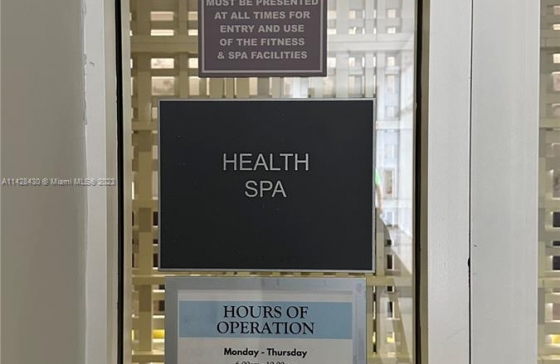 MUST BE PRESENTED
AT ALL TIMES FOR
ENTRY AND USE
OF THE FITNESS
& SPA FACILITIES
HEALTH
SPA
A11428430 © Miami MLS® 2023
HOURS OF
OPERATION
Monday - Thursday